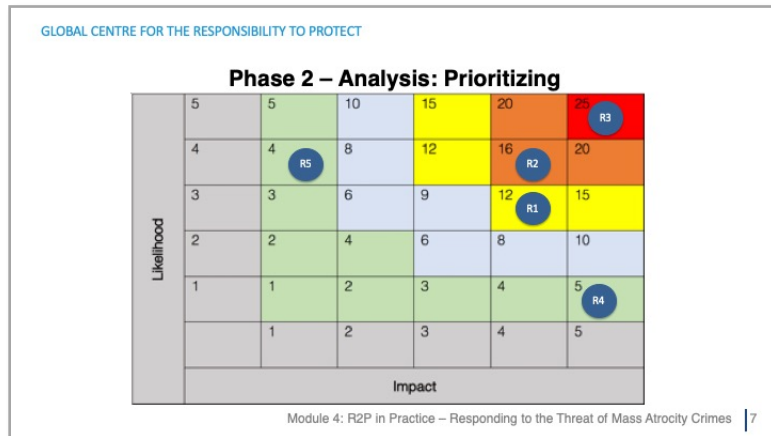 GLOBAL CENTRE FOR THE RESPONSIBILITY TO PROTECT
Phase 2 – Analysis: Prioritizing
Likelihood
5 5 10 15 20 25 R3
4 4 R5 8 12 16 R2 20
3 3 6 9 12 R1 15
2 2 4 6 8 10
1 1 2 3 4 5 R4
1 2 3 4 5
Impact
Module 4: R2P in Practice – Responding to the Threat of Mass Atrocity Crimes 7